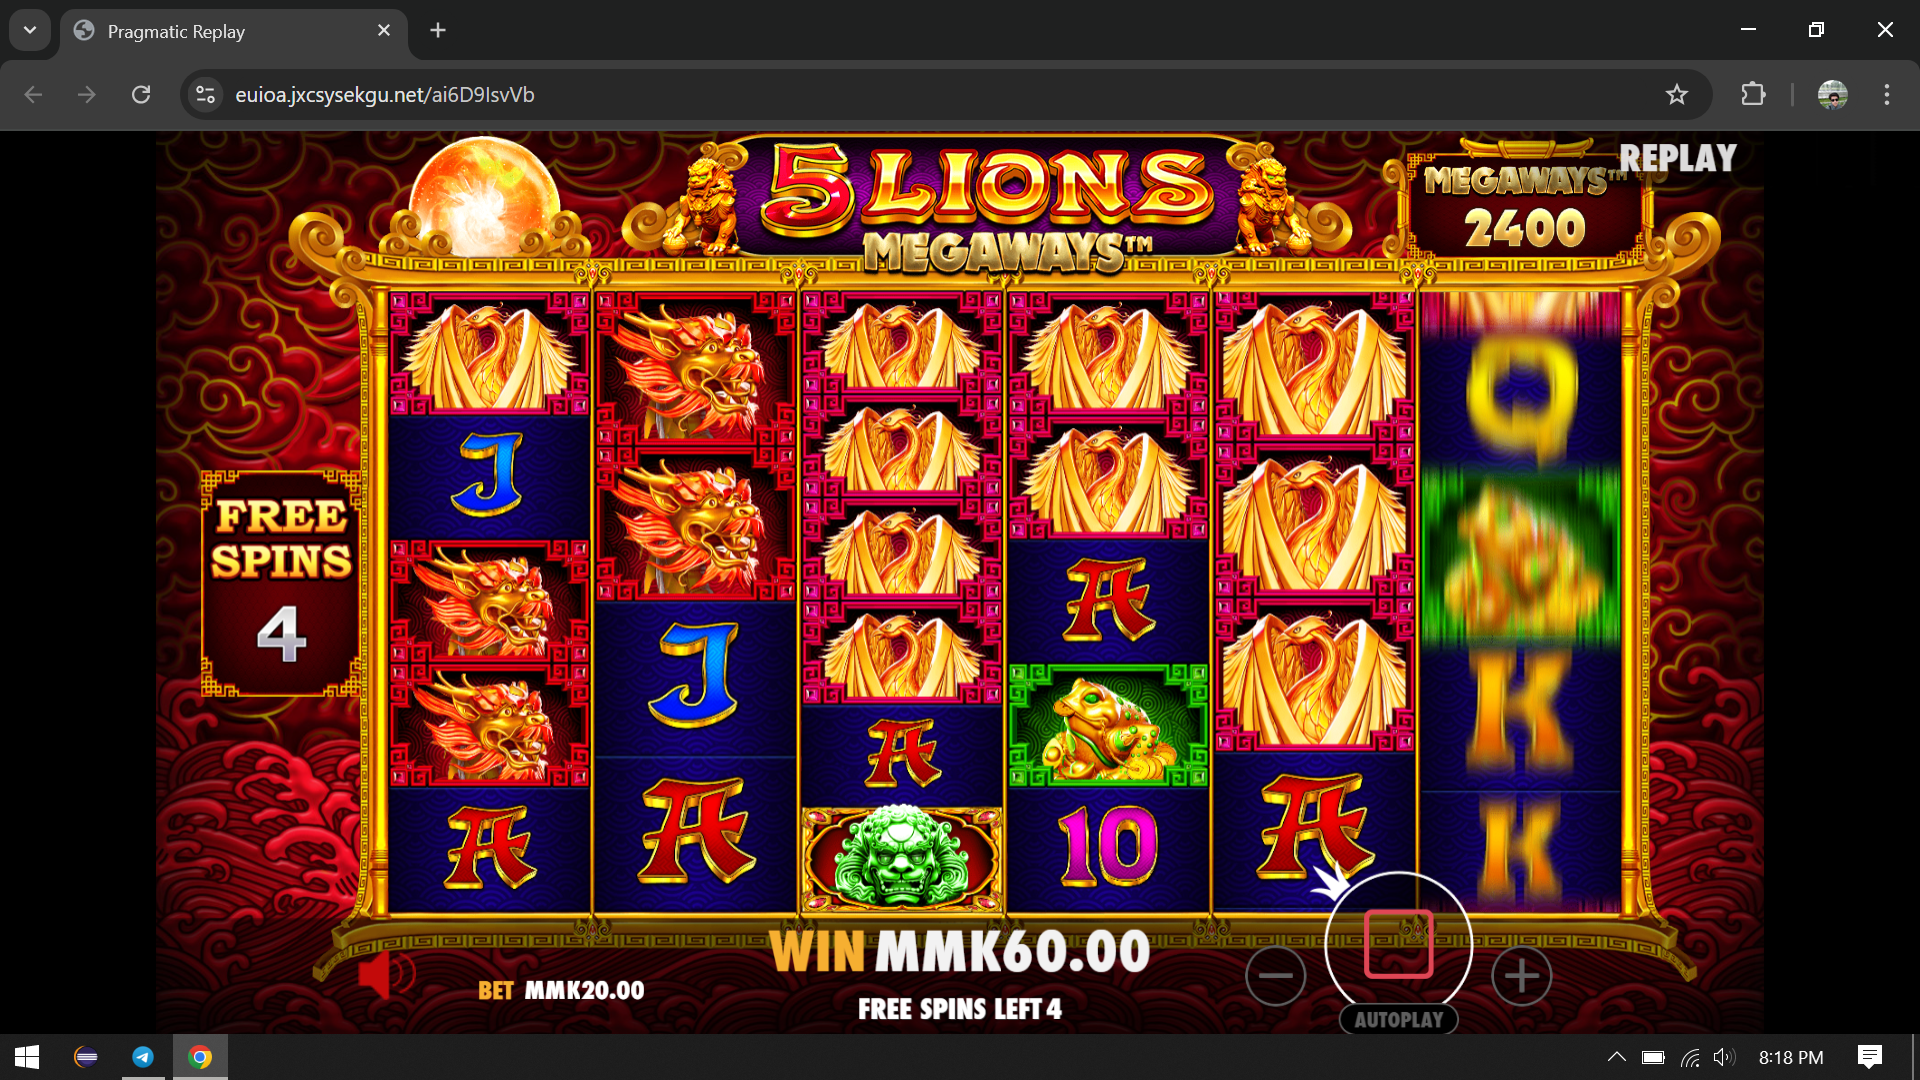 Pragmatic Replay
euioa.jxcsysekgu.net/ai6D9IsvVb
5 LIONS
MEGAWAYS™
MEGAWAYS™
2400
REPLAY
FREE
SPINS
4
J
A
J
A
A
A
10
A
Q
K
K
WIN MMK60.00
BET MMK20.00
FREE SPINS LEFT 4
AUTOPLAY
8:18 PM